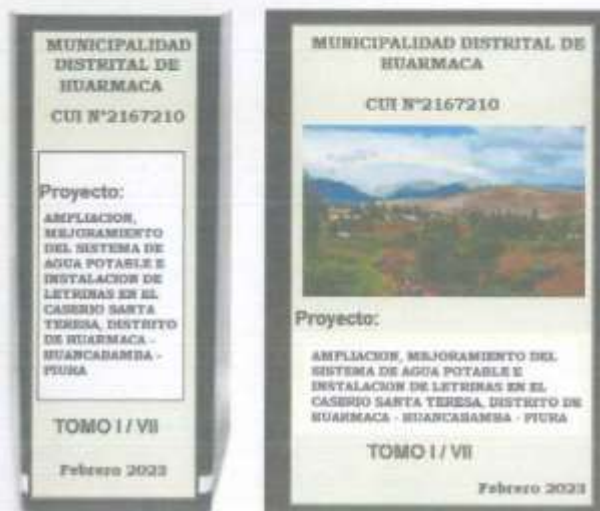 MUNICIPALIDAD
DISTRITAL DE
HUARMACA
CUI N°2167210
Proyecto:
AMPLIACION,
MEJORAMIENTO
DEL SISTEMA DE
AGUA POTABLE E
INSTALACION DE
LETRINAS EN EL
CASERIO SANTA
TERESA, DISTRITO
DE HUARMACA -
HUANCABAMBA -
PIURA
TOMO I / VII
Febrero 2023
MUNICIPALIDAD DISTRITAL DE
HUARMACA
CUI N°2167210
Proyecto:
AMPLIACION, MEJORAMIENTO DEL
SISTEMA DE AGUA POTABLE E
INSTALACION DE LETRINAS EN EL
CASERIO SANTA TERESA, DISTRITO DE
HUARMACA - HUANCABAMBA - PIURA
TOMO I / VII
Febrero 2023